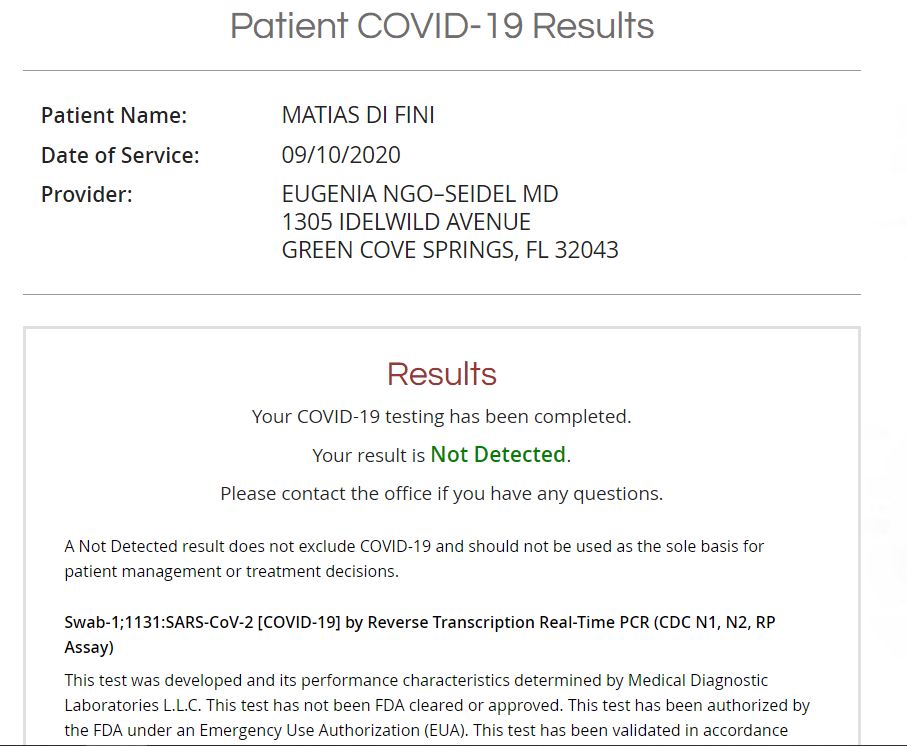 Patient COVID-19 Results
Patient Name: MATIAS DI FINI
Date of Service: 09/10/2020
Provider: EUGENIA NGO–SEIDEL MD
1305 IDELWILD AVENUE
GREEN COVE SPRINGS, FL 32043
Results
Your COVID-19 testing has been completed.
Your result is Not Detected.
Please contact the office if you have any questions.
A Not Detected result does not exclude COVID-19 and should not be used as the sole basis for
patient management or treatment decisions.
Swab-1;1131:SARS-CoV-2 [COVID-19] by Reverse Transcription Real-Time PCR (CDC N1, N2, RP
Assay)
This test was developed and its performance characteristics determined by Medical Diagnostic
Laboratories L.L.C. This test has not been FDA cleared or approved. This test has been authorized by
the FDA under an Emergency Use Authorization (EUA). This test has been validated in accordance